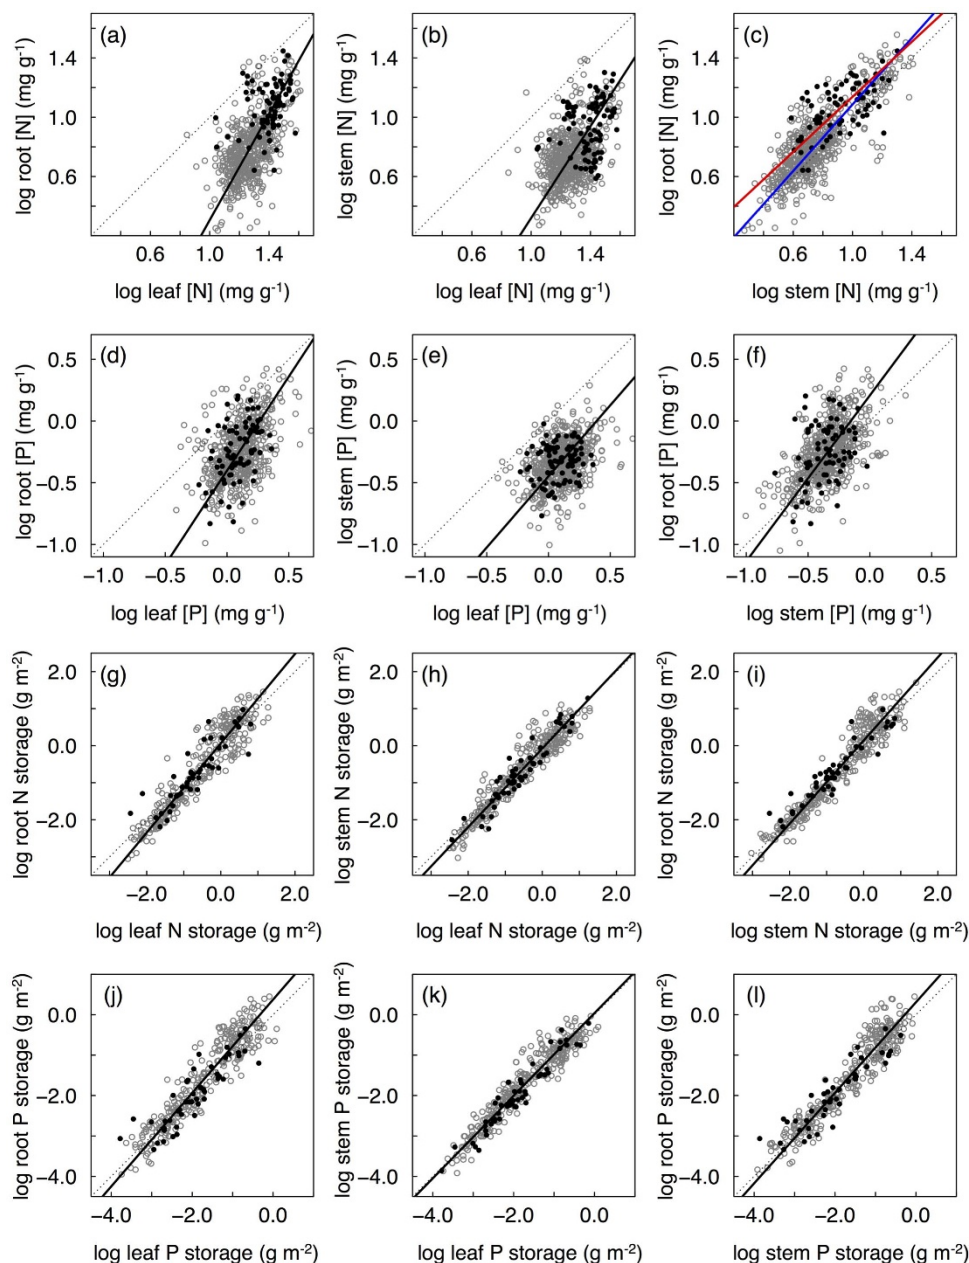 (a)
log root [N] (mg g⁻¹)
1.4
1.0
0.6
0.6 1.0 1.4
log leaf [N] (mg g⁻¹)
(b)
log stem [N] (mg g⁻¹)
1.4
1.0
0.6
0.6 1.0 1.4
log leaf [N] (mg g⁻¹)
(c)
log root [N] (mg g⁻¹)
1.4
1.0
0.6
0.6 1.0 1.4
log stem [N] (mg g⁻¹)
(d)
log root [P] (mg g⁻¹)
0.5
0.0
−0.5
−1.0
−1.0 −0.5 0.0 0.5
log leaf [P] (mg g⁻¹)
(e)
log stem [P] (mg g⁻¹)
0.5
0.0
−0.5
−1.0
−1.0 −0.5 0.0 0.5
log leaf [P] (mg g⁻¹)
(f)
log root [P] (mg g⁻¹)
0.5
0.0
−0.5
−1.0
−1.0 −0.5 0.0 0.5
log stem [P] (mg g⁻¹)
(g)
log root N storage (g m⁻²)
2.0
0.0
−2.0
−2.0 0.0 2.0
log leaf N storage (g m⁻²)
(h)
log stem N storage (g m⁻²)
2.0
0.0
−2.0
−2.0 0.0 2.0
log leaf N storage (g m⁻²)
(i)
log root N storage (g m⁻²)
2.0
0.0
−2.0
−2.0 0.0 2.0
log stem N storage (g m⁻²)
(j)
log root P storage (g m⁻²)
0.0
−2.0
−4.0
−4.0 −2.0 0.0
log leaf P storage (g m⁻²)
(k)
log stem P storage (g m⁻²)
0.0
−2.0
−4.0
−4.0 −2.0 0.0
log leaf P storage (g m⁻²)
(l)
log root P storage (g m⁻²)
0.0
−2.0
−4.0
−4.0 −2.0 0.0
log stem P storage (g m⁻²)